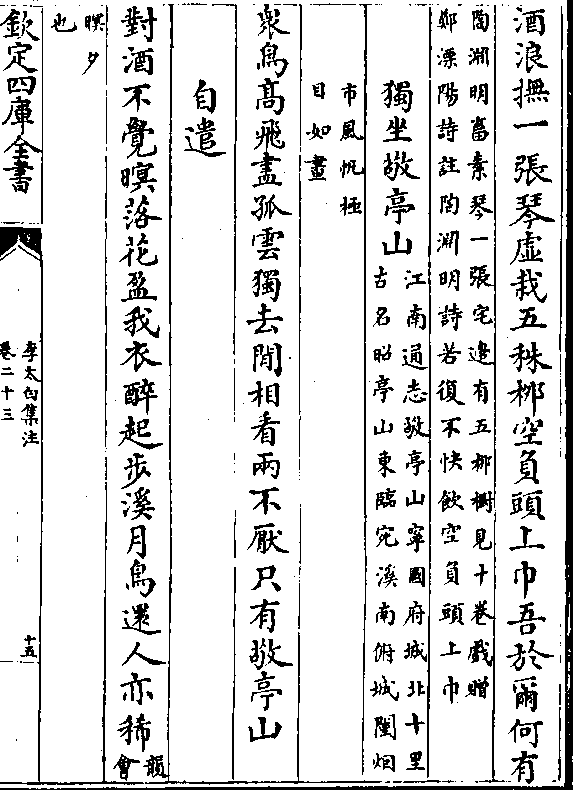 酒浪撫一張琴虛栽五株栁空負頭上巾吾於爾何有
陶淵明畜素琴一張宅邉有五栁樹見十卷戲贈
鄭溧陽詩註陶淵明詩若復不快飲空負頭上巾
獨坐敬亭山
江南通志敬亭山寧國府城北十里
古名昭亭山東臨宛溪南俯城闉烟
市風帆極
目如畫
衆鳥髙飛盡孤雲獨去閒相看兩不厭只有敬亭山
自遣
對酒不覺暝落花盈我衣醉起步溪月鳥還人亦稀
韻
會
暝夕
也
欽定四庫全書
李太白集注
卷二十三
十五